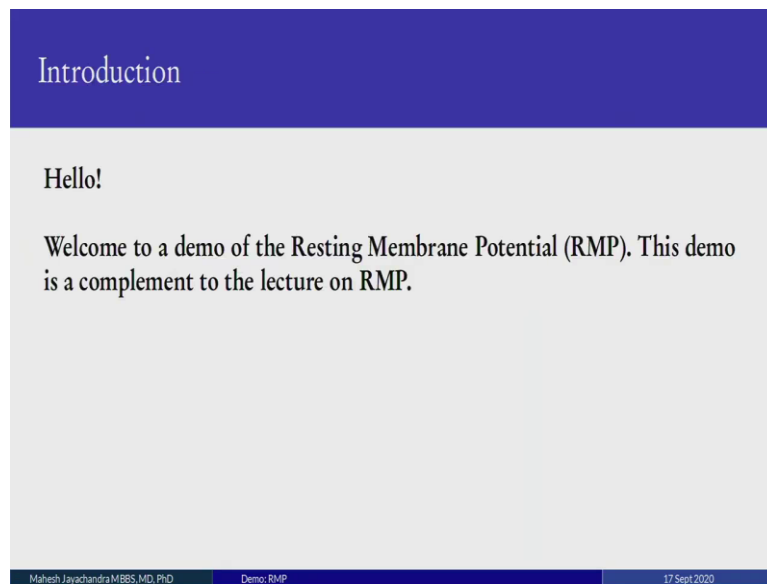 Introduction
Hello!
Welcome to a demo of the Resting Membrane Potential (RMP). This demo
is a complement to the lecture on RMP.
Mahesh Jayachandra MBBS, MD, PhD
Demo: RMP
17 Sept 2020